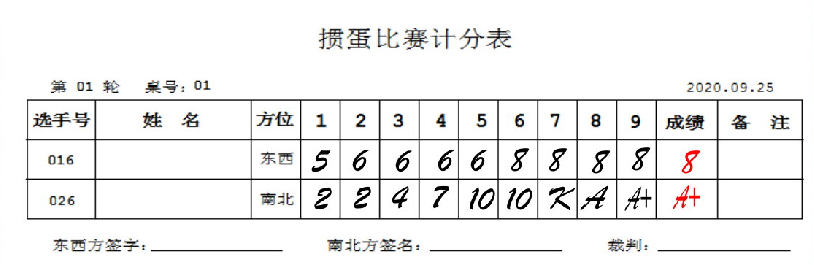 掼蛋比赛计分表
第 01 轮 桌号：01 2020.09.25
选手号 姓 名 方位 1 2 3 4 5 6 7 8 9 成绩 备 注
016 东西 5 6 6 6 6 8 8 8 8 8
026 南北 2 2 4 7 10 10 K A A+ A+
东西方签字： 南北方签名： 裁判：